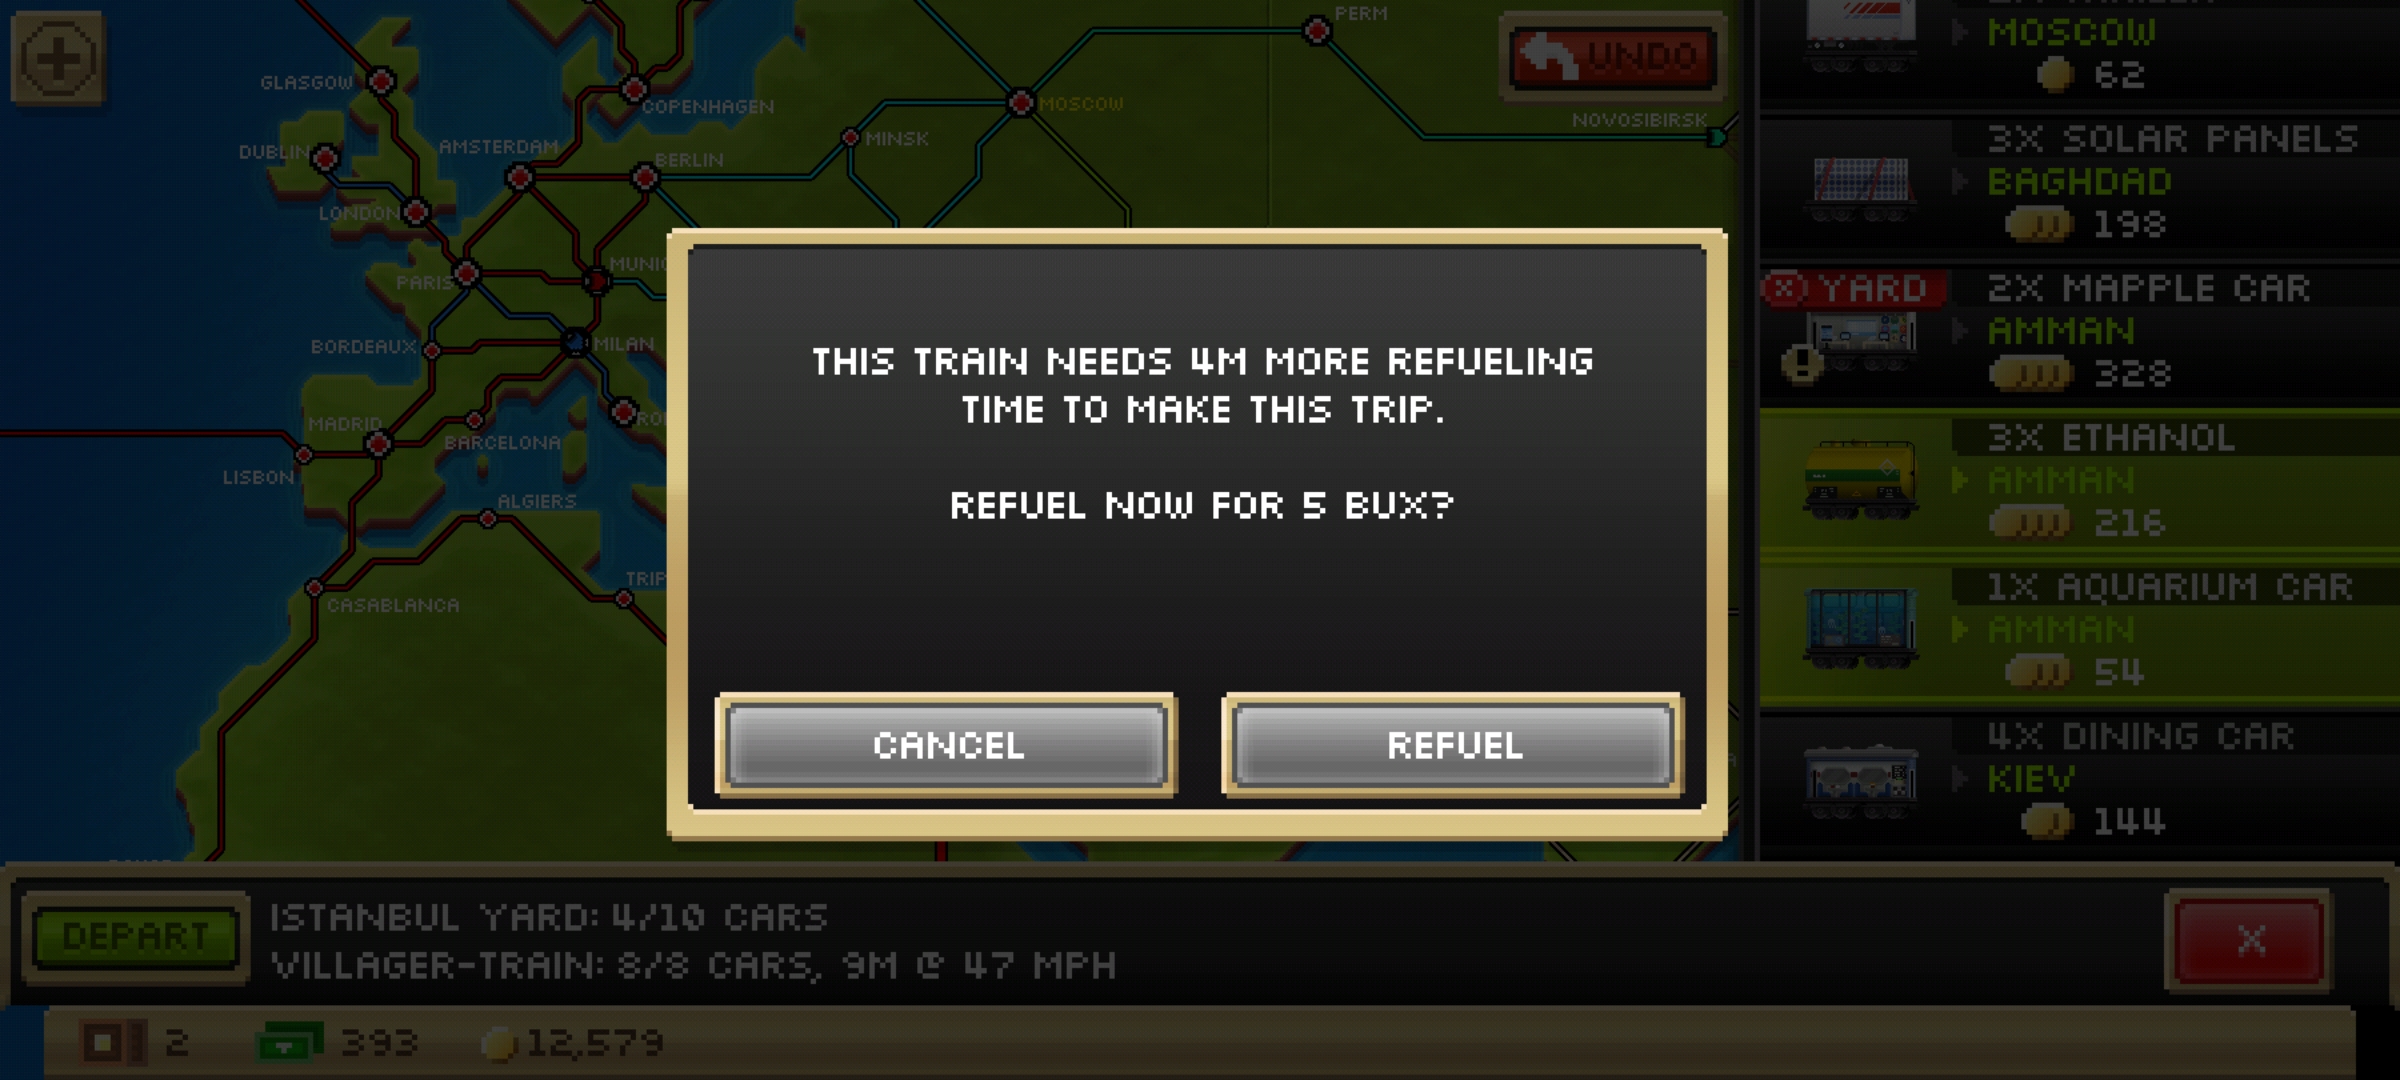 PERM
GLASGOW
COPENHAGEN
MOSCOW
UNDO
NOVOSIBIRSK
DUBLIN
AMSTERDAM
BERLIN
MINSK
LONDON
PARIS
BORDEAUX
MILAN
MADRID
BARCELONA
LISBON
ALGIERS
CASABLANCA
THIS TRAIN NEEDS 4M MORE REFUELING
TIME TO MAKE THIS TRIP.
REFUEL NOW FOR 5 BUX?
CANCEL
REFUEL
MOSCOW
62
3X SOLAR PANELS
BAGHDAD
198
YARD
2X MAPPLE CAR
AMMAN
328
3X ETHANOL
AMMAN
216
1X AQUARIUM CAR
AMMAN
54
4X DINING CAR
KIEV
144
DEPART
ISTANBUL YARD: 4/10 CARS
VILLAGER-TRAIN: 8/8 CARS, 9M @ 47 MPH
X
2
393
12,579